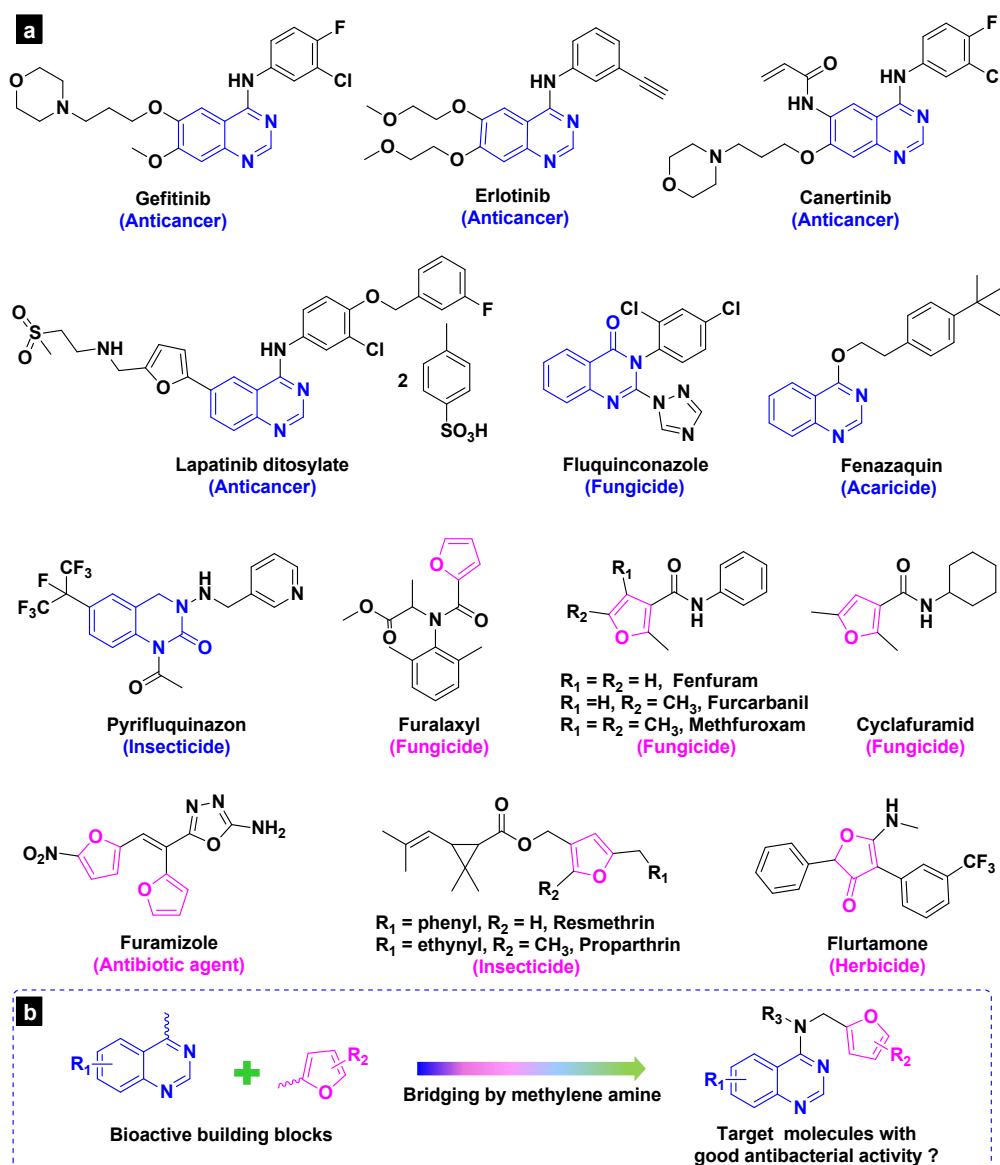 a
Gefitinib
(Anticancer)
Erlotinib
(Anticancer)
Canertinib
(Anticancer)
O
N
O
O
HN
F
Cl
N
N
O
O
O
O
HN
N
N
O
HN
HN
F
Cl
N
N
O
N
O
Lapatinib ditosylate
(Anticancer)
Fluquinconazole
(Fungicide)
Fenazaquin
(Acaricide)
O
S
O
NH
O
HN
O
F
Cl
N
N
2
SO3H
O
Cl
Cl
N
N
N
N
N
O
N
N
Pyrifluquinazon
(Insecticide)
Furalaxyl
(Fungicide)
R1 = R2 = H, Fenfuram
R1 =H, R2 = CH3, Furcarbanil
R1 = R2 = CH3, Methfuroxam
(Fungicide)
Cyclafuramid
(Fungicide)
CF3
F
F3C
H
N
N
N
N
O
O
O
O
O
N
O
R1
R2
O
O
N
H
O
O
N
H
Furamizole
(Antibiotic agent)
R1 = phenyl, R2 = H, Resmethrin
R1 = ethynyl, R2 = CH3, Proparthrin
(Insecticide)
Flurtamone
(Herbicide)
O2N
O
O
N
N
O
NH2
O
O
O
R2
R1
H
N
O
O
CF3
b
R1
N
N
R2
O
Bioactive building blocks
Bridging by methylene amine
R3
N
O
R2
R1
N
N
Target molecules with
good antibacterial activity ?